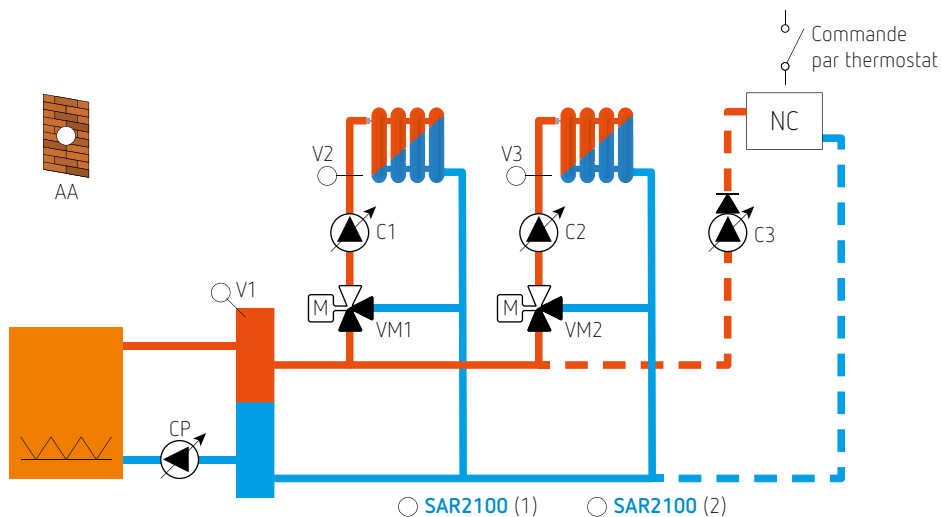 Commande
par thermostat
NC
V2
V3
AA
C1
C2
C3
V1
M
VM1
M
VM2
CP
SAR2100 (1)
SAR2100 (2)